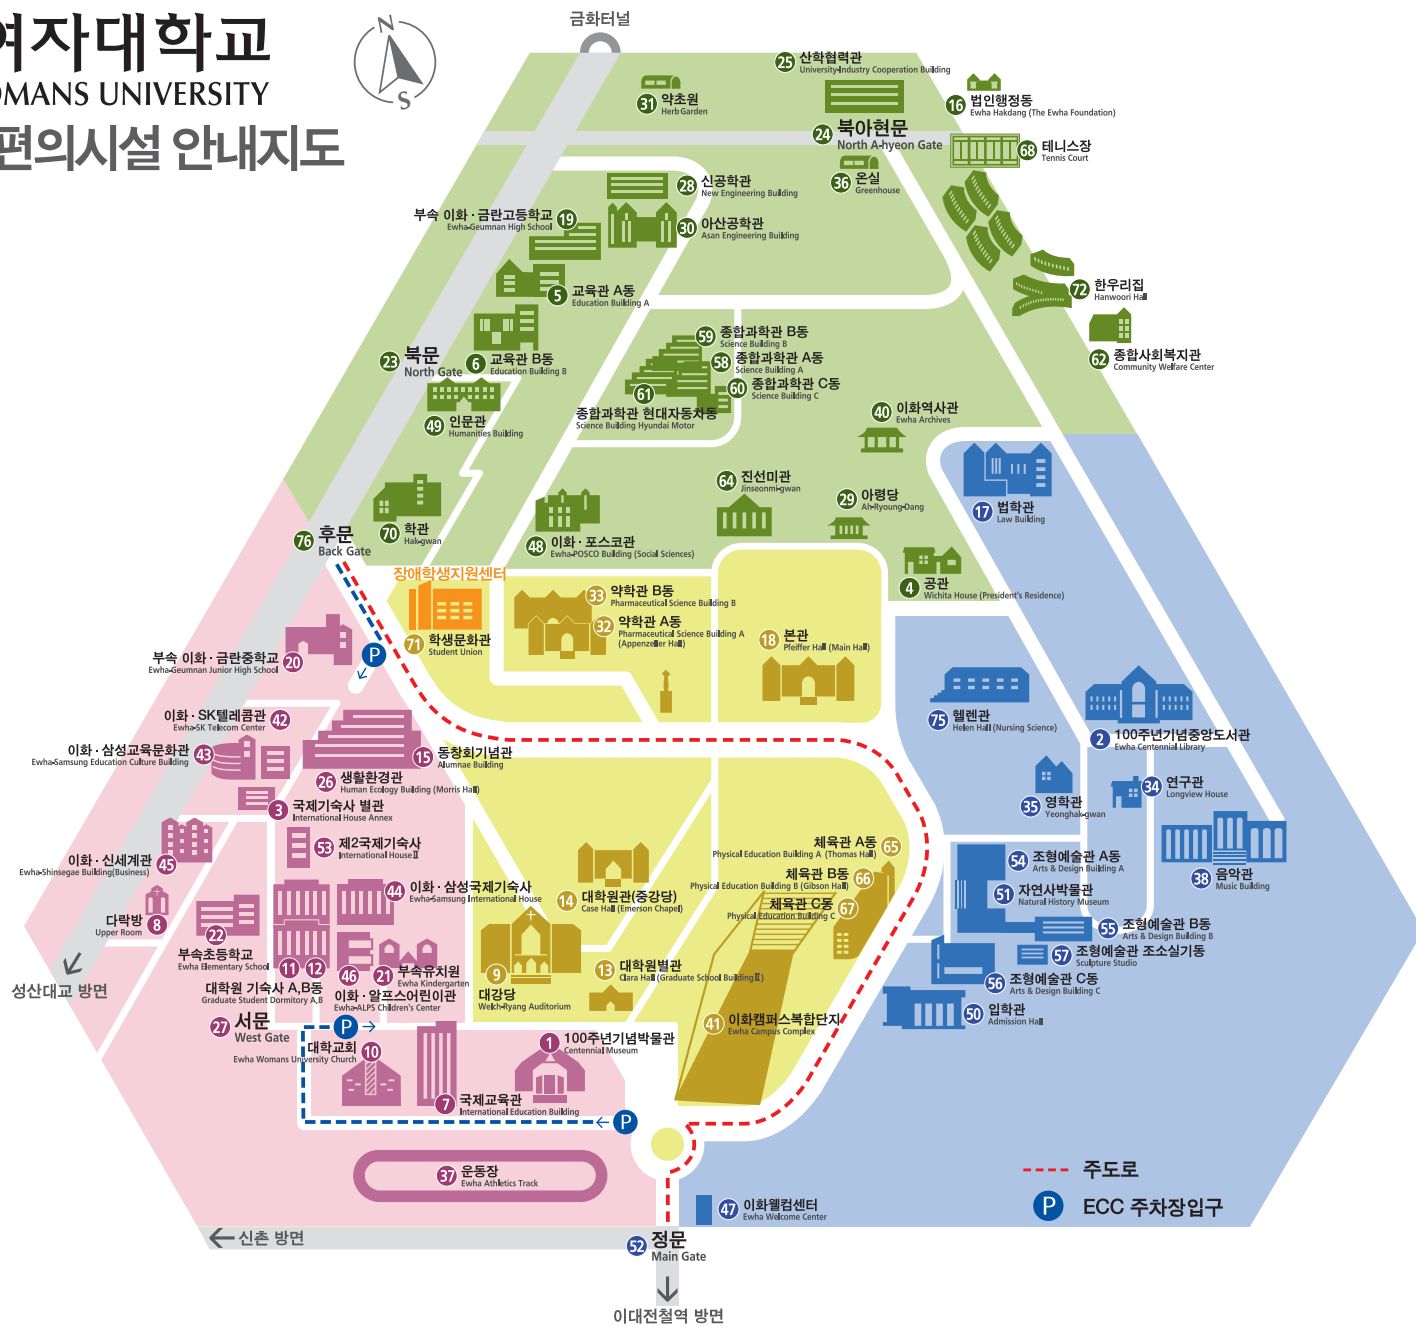 여자대학교
OMANS UNIVERSITY
편의시설 안내지도
N
S
금화터널
25 산학협력관
University-Industry Cooperation Building
31 약초원
Herb Garden
16 법인행정동
Ewha Hakdang (The Ewha Foundation)
24 북아현문
North A-hyeon Gate
68 테니스장
Tennis Court
36 온실
Greenhouse
28 신공학관
New Engineering Building
부속 이화·금란고등학교 19
Ewha-Geumnan High School
30 아산공학관
Asan Engineering Building
5 교육관 A동
Education Building A
72 한우리집
Hanwoori Hall
59 종합과학관 B동
Science Building B
23 북문
North Gate
6 교육관 B동
Education Building B
58 종합과학관 A동
Science Building A
62 종합사회복지관
Community Welfare Center
60 종합과학관 C동
Science Building C
61
종합과학관 현대자동차동
Science Building Hyundai Motor
40 이화역사관
Ewha Archives
49 인문관
Humanities Building
64 진선미관
Jinseonmi-gwan
29 아령당
Ah-Ryoung-Dang
17 법학관
Law Building
70 학관
Hak-gwan
76 후문
Back Gate
48 이화·포스코관
Ewha-POSCO Building (Social Sciences)
장애학생지원센터
4 공관
Wichita House (President's Residence)
33 약학관 B동
Pharmaceutical Science Building B
32 약학관 A동
Pharmaceutical Science Building A
(Appenzeller Hall)
71 학생문화관
Student Union
18 본관
Pfeiffer Hall (Main Hall)
P
부속 이화·금란중학교 20
Ewha-Geumnan Junior High School
이화·SK텔레콤관 42
Ewha-SK Telecom Center
75 헬렌관
Helen Hall (Nursing Science)
2 100주년기념중앙도서관
Ewha Centennial Library
이화·삼성교육문화관 43
Ewha-Samsung Education Culture Building
15 동창회기념관
Alumnae Building
26 생활환경관
Human Ecology Building (Morris Hall)
34 연구관
Longview House
35 영학관
Yeonghak-gwan
3 국제기숙사 별관
International House Annex
53 제2국제기숙사
International House Ⅱ
체육관 A동 65
Physical Education Building A (Thomas Hall)
54 조형예술관 A동
Arts & Design Building A
이화·신세계관 45
Ewha-Shinsegae Building(Business)
체육관 B동 66
Physical Education Building B (Gibson Hall)
38 음악관
Music Building
44 이화·삼성국제기숙사
Ewha-Samsung International House
14 대학원관(중강당)
Case Hall (Emerson Chapel)
51 자연사박물관
Natural History Museum
체육관 C동 67
Physical Education Building C
다락방 8
Upper Room
22
부속초등학교
Ewha Elementary School
55 조형예술관 B동
Arts & Design Building B
57 조형예술관 조소실기동
Sculpture Studio
11 12
대학원 기숙사 A,B동
Graduate Student Dormitory A,B
46
이화·알프스어린이관
Ewha-ALPS Children's Center
21 부속유치원
Ewha Kindergarten
9
대강당
Welch-Ryang Auditorium
13 대학원별관
Clara Hall (Graduate School Building Ⅱ)
56 조형예술관 C동
Arts & Design Building C
성산대교 방면
50 입학관
Admission Hall
27 서문
West Gate
P
41 이화캠퍼스복합단지
Ewha Campus Complex
대학교회 10
Ewha Womans University Church
1 100주년기념박물관
Centennial Museum
7 국제교육관
International Education Building
P
37 운동장
Ewha Athletics Track
주도로
P ECC 주차장입구
47 이화웰컴센터
Ewha Welcome Center
신촌 방면
52 정문
Main Gate
이대전철역 방면